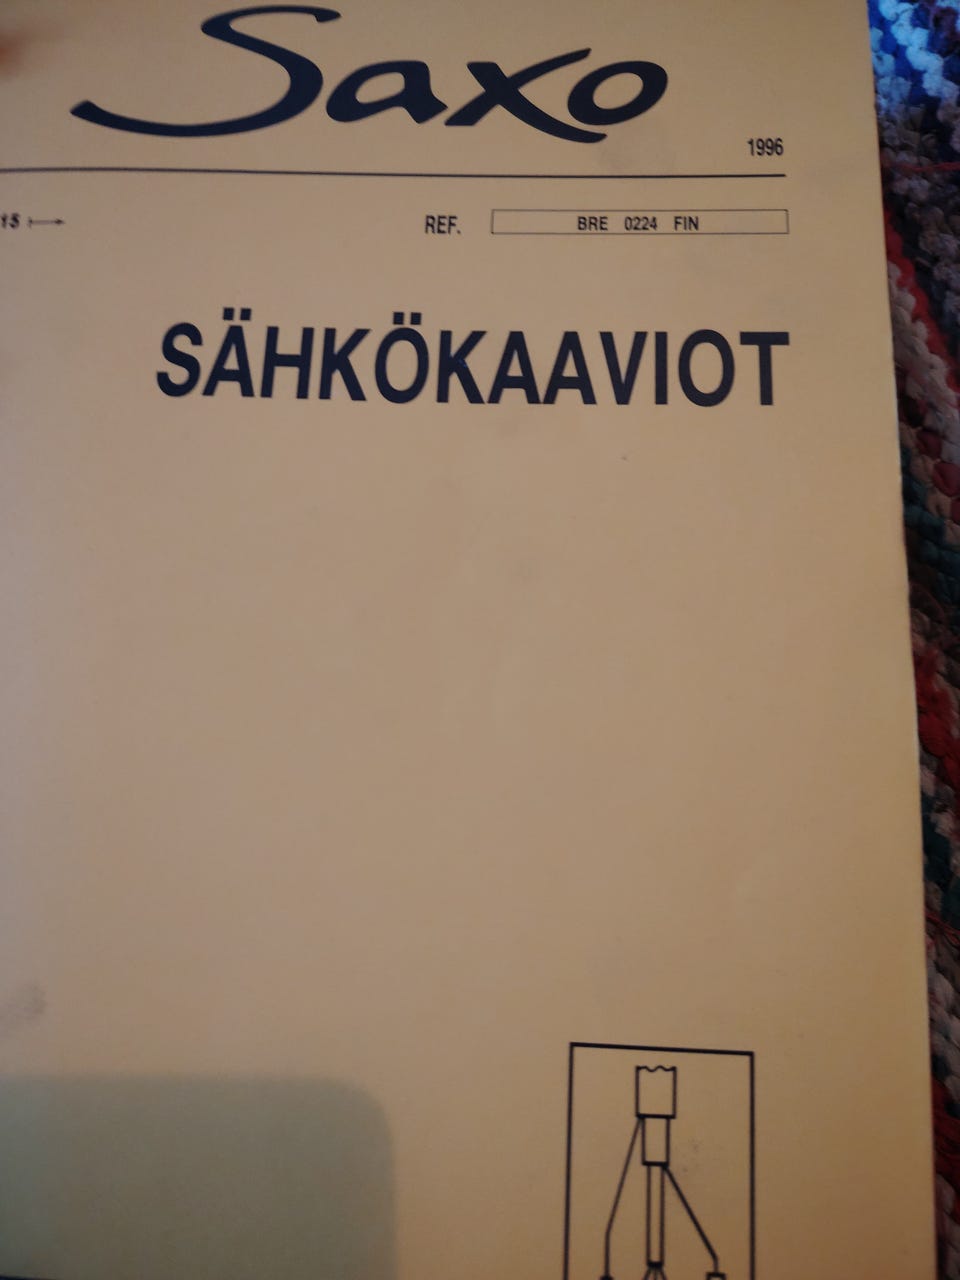 Saxo
1996
15
REF. BRE 0224 FIN
SÄHKÖKAAVIOT